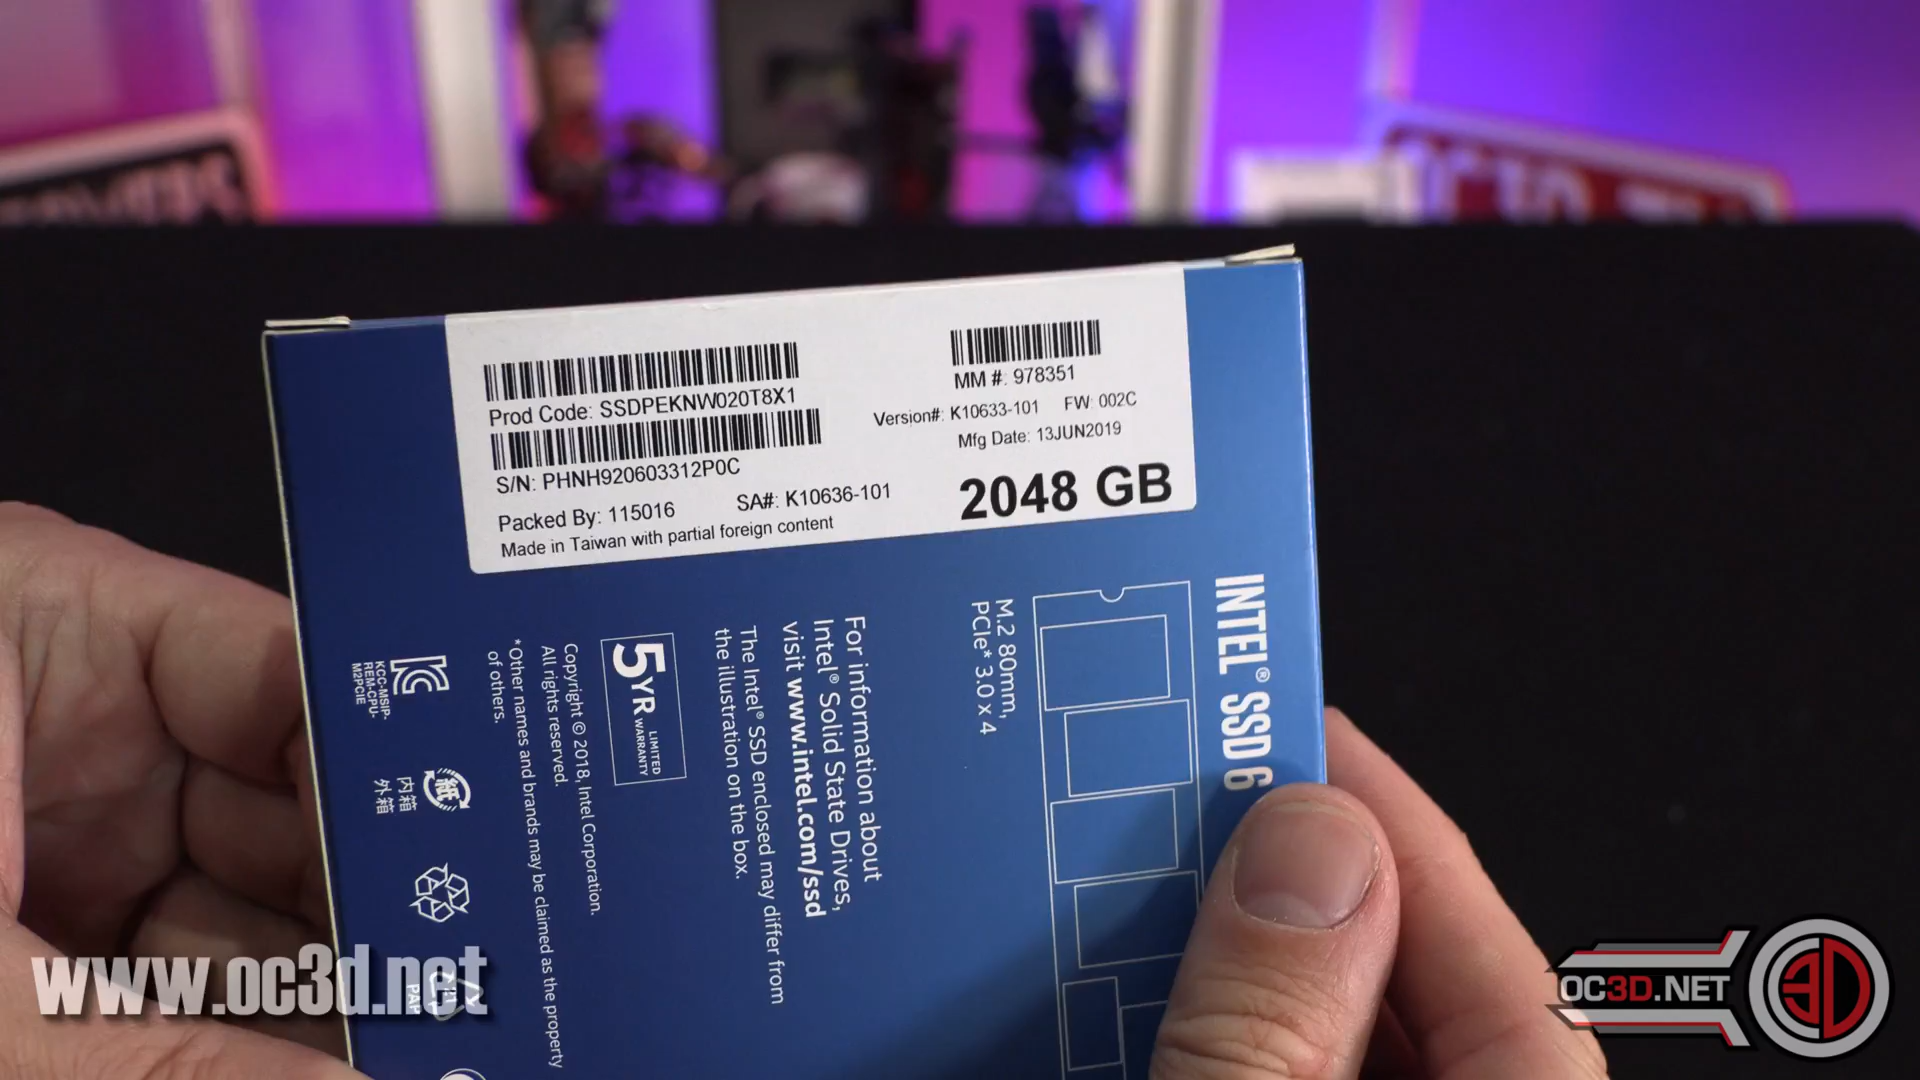 Prod Code: SSDPEKNW020T8X1
S/N: PHNH920603312P0C
Packed By: 115016
SA#: K10636-101
Made in Taiwan with partial foreign content
MM #: 978351
Version#: K10633-101 FW: 002C
Mfg Date: 13JUN2019
2048 GB
INTEL® SSD 6
M.2 80mm,
PCIe* 3.0 x 4
For information about
Intel® Solid State Drives,
visit www.intel.com/ssd
The Intel® SSD enclosed may differ from
the illustration on the box.
5YR LIMITED
WARRANTY
Copyright © 2018, Intel Corporation.
All rights reserved.
*Other names and brands may be claimed as the property
of others.
KCC-MSIP-
REM-CPU-
M2PCIE
紙
内箱
外箱
www.oc3d.net
OC3D.NET
3D